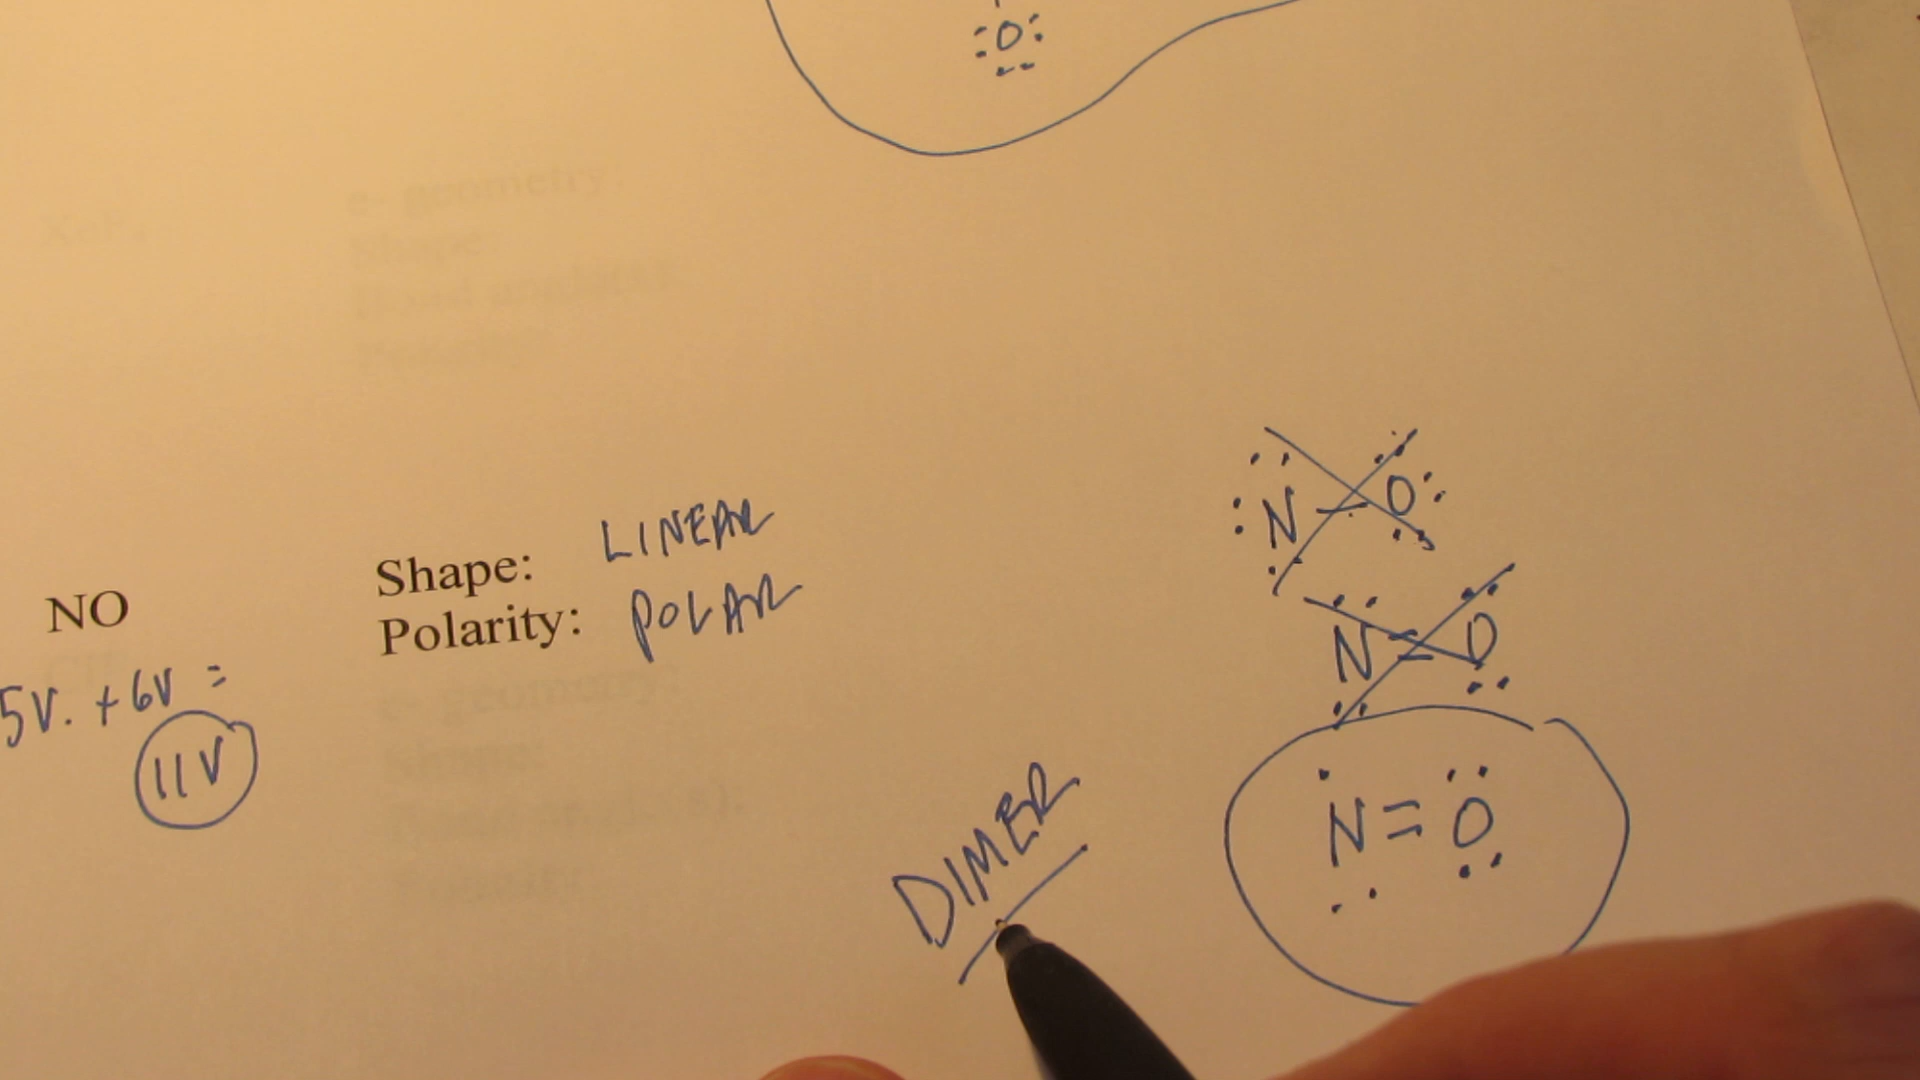 :O:
NO
Shape: LINEAR
Polarity: POLAR
5V. + 6V =
11V
:N-O:
N=O
N=O
DIMER